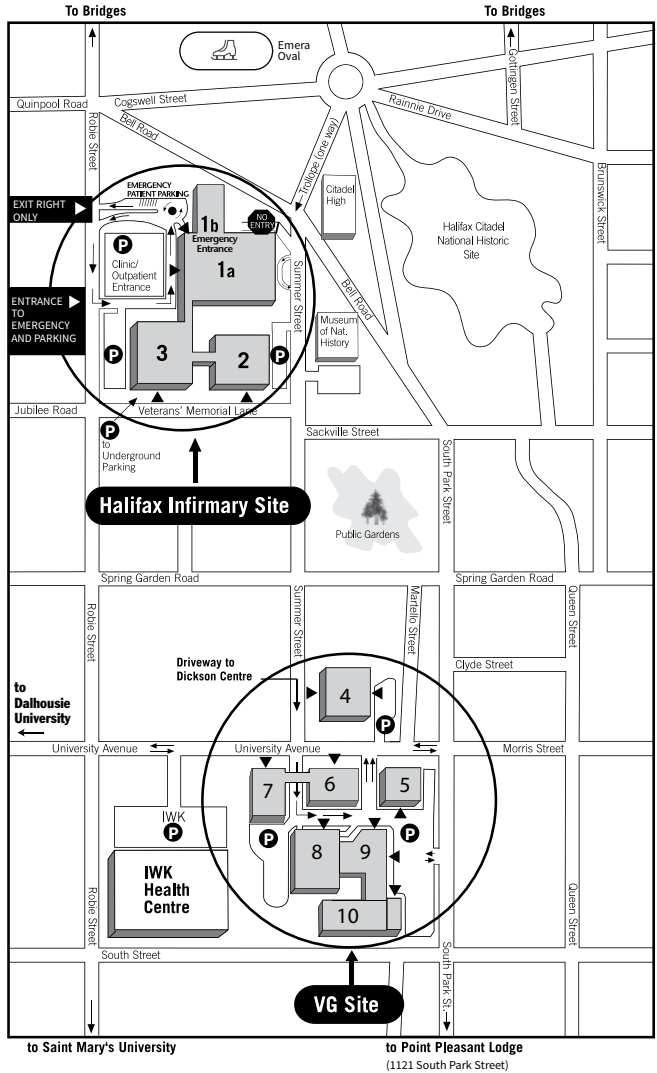 To Bridges
To Bridges
Emera
Oval
Gottingen Street
Quinpool Road
Cogswell Street
Rainnie Drive
Robie Street
Bell Road
Trollope (one way)
Brunswick Street
EMERGENCY
PATIENT PARKING
EXIT RIGHT
ONLY
Citadel
High
NO
ENTRY
1b
Emergency
Entrance
1a
P
Clinic/
Outpatient
Entrance
Halifax Citadel
National Historic
Site
Summer Street
Bell Road
ENTRANCE
TO
EMERGENCY
AND PARKING
Museum
of Nat.
History
P
3
2
P
Jubilee Road
Veterans' Memorial Lane
P
to
Underground
Parking
Sackville Street
South Park Street
Halifax Infirmary Site
Public Gardens
Spring Garden Road
Spring Garden Road
Robie Street
Summer Street
Martello Street
Queen Street
Driveway to
Dickson Centre
Clyde Street
to
Dalhousie
University
4
P
University Avenue
University Avenue
Morris Street
7
6
5
IWK
P
P
P
8
9
IWK
Health
Centre
10
Robie Street
Queen Street
South Street
South Park St.
VG Site
to Saint Mary's University
to Point Pleasant Lodge
(1121 South Park Street)